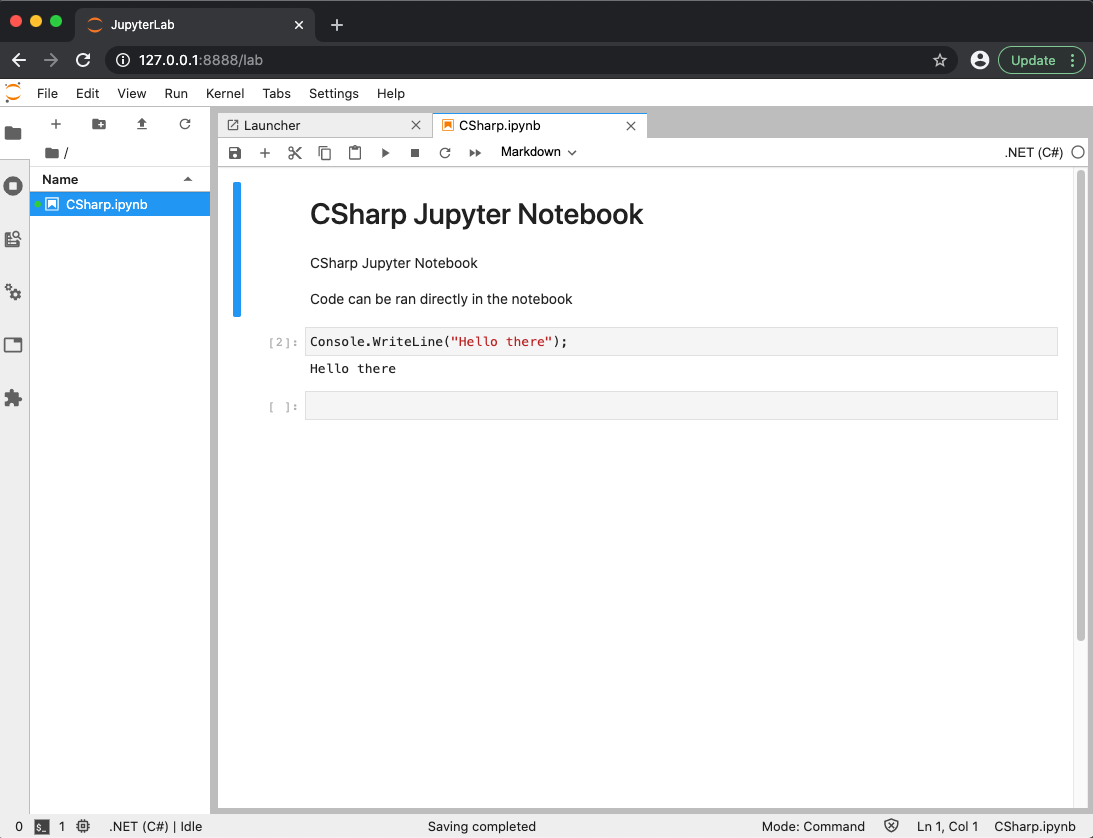 JupyterLab
127.0.0.1:8888/lab
Update
File Edit View Run Kernel Tabs Settings Help
/
Name
CSharp.ipynb
Launcher
CSharp.ipynb
Markdown
.NET (C#)
CSharp Jupyter Notebook
CSharp Jupyter Notebook
Code can be ran directly in the notebook
[2]: Console.WriteLine("Hello there");
Hello there
[ ]:
0 $_ 1 .NET (C#) | Idle Saving completed Mode: Command Ln 1, Col 1 CSharp.ipynb